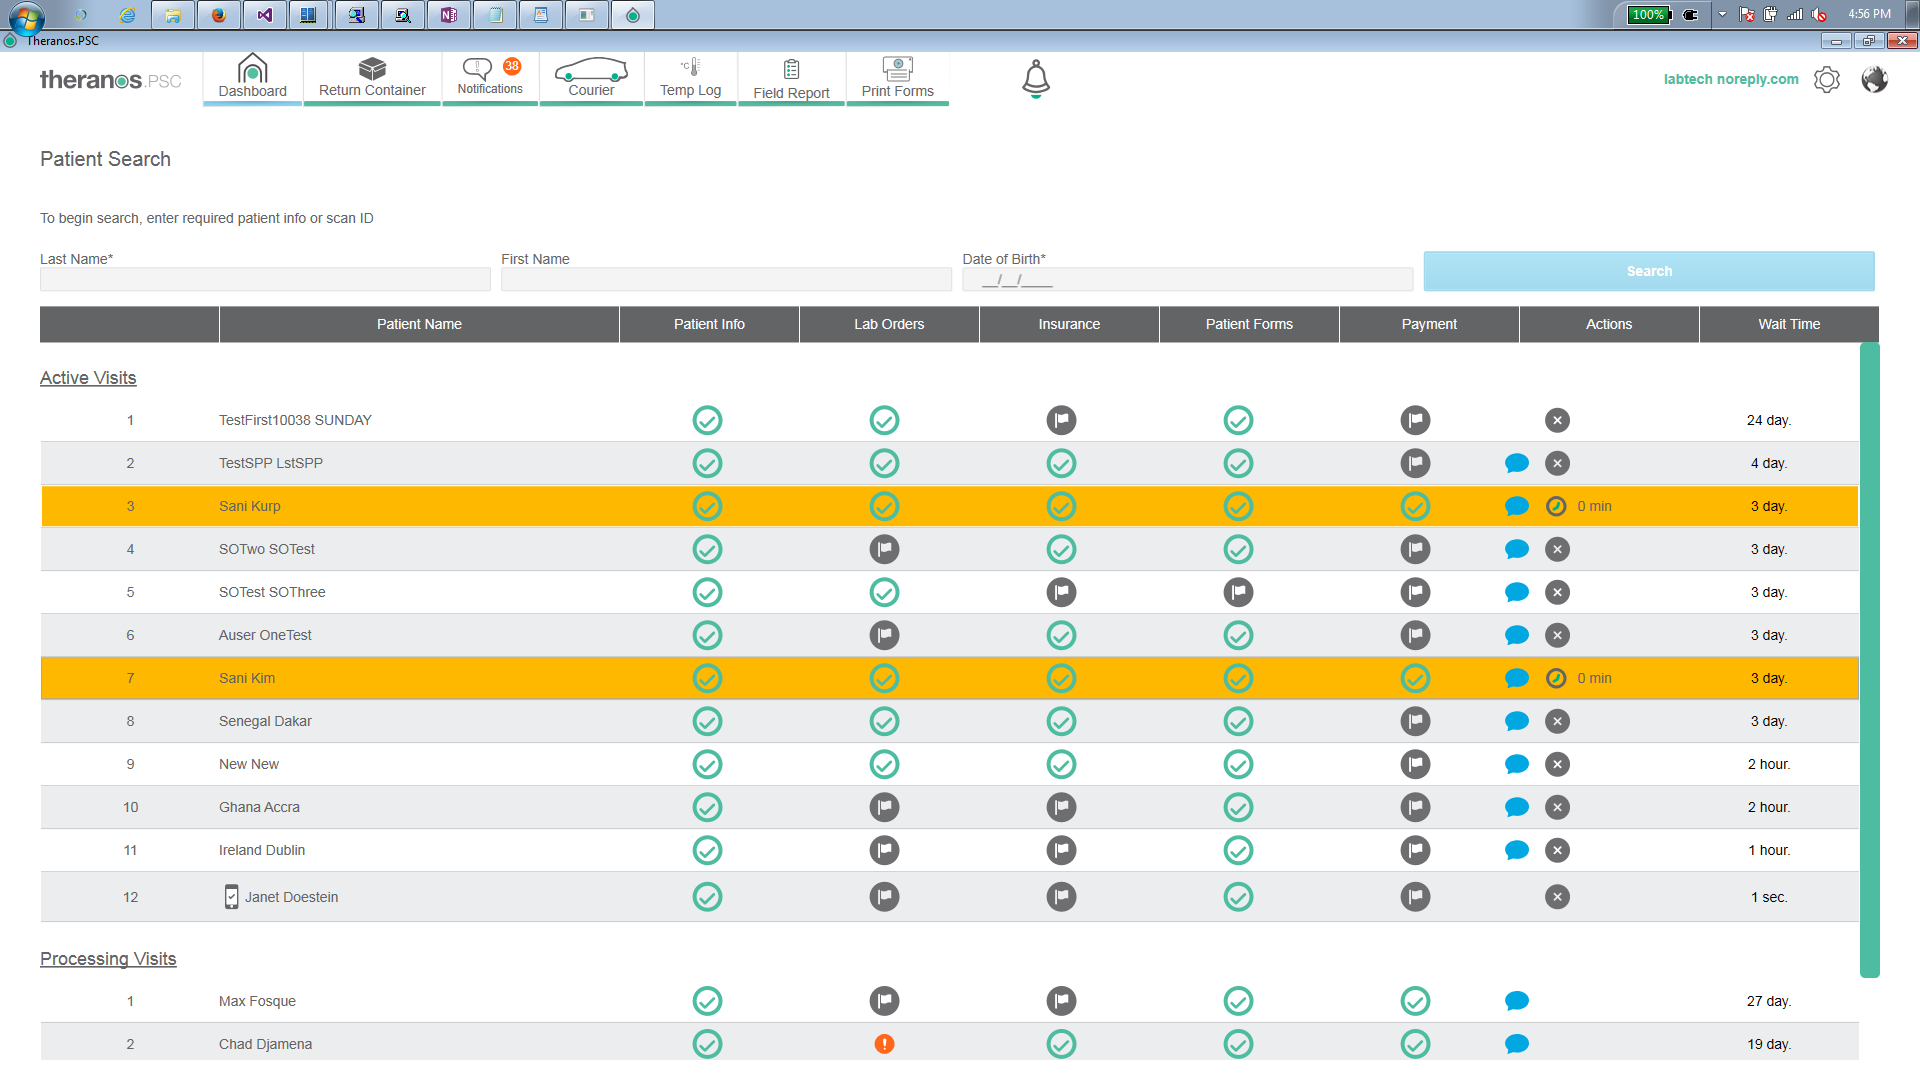 100%
4:56 PM
Theranos.PSC
theranos.PSC
Dashboard
Return Container
38
Notifications
Courier
°C
Temp Log
Field Report
Print Forms
labtech noreply.com
Patient Search
To begin search, enter required patient info or scan ID
Last Name*
First Name
Date of Birth*
__/__/____
Search
Patient Name Patient Info Lab Orders Insurance Patient Forms Payment Actions Wait Time
Active Visits
1 TestFirst10038 SUNDAY 24 day.
2 TestSPP LstSPP 4 day.
3 Sani Kurp 0 min 3 day.
4 SOTwo SOTest 3 day.
5 SOTest SOThree 3 day.
6 Auser OneTest 3 day.
7 Sani Kim 0 min 3 day.
8 Senegal Dakar 3 day.
9 New New 2 hour.
10 Ghana Accra 2 hour.
11 Ireland Dublin 1 hour.
12 Janet Doestein 1 sec.
Processing Visits
1 Max Fosque 27 day.
2 Chad Djamena 19 day.